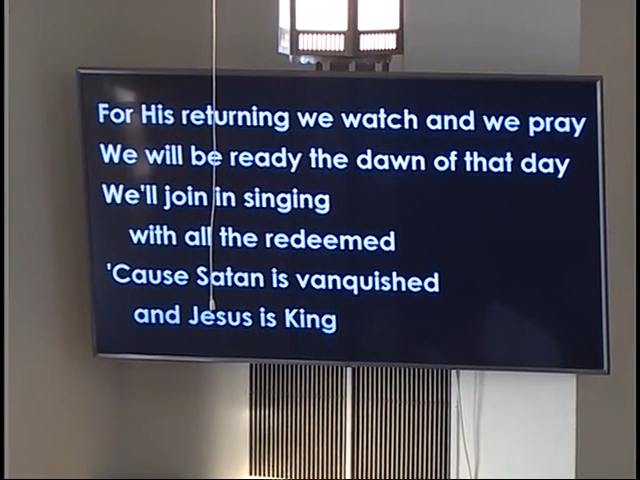 For His returning we watch and we pray
We will be ready the dawn of that day
We'll join in singing
with all the redeemed
'Cause Satan is vanquished
and Jesus is King